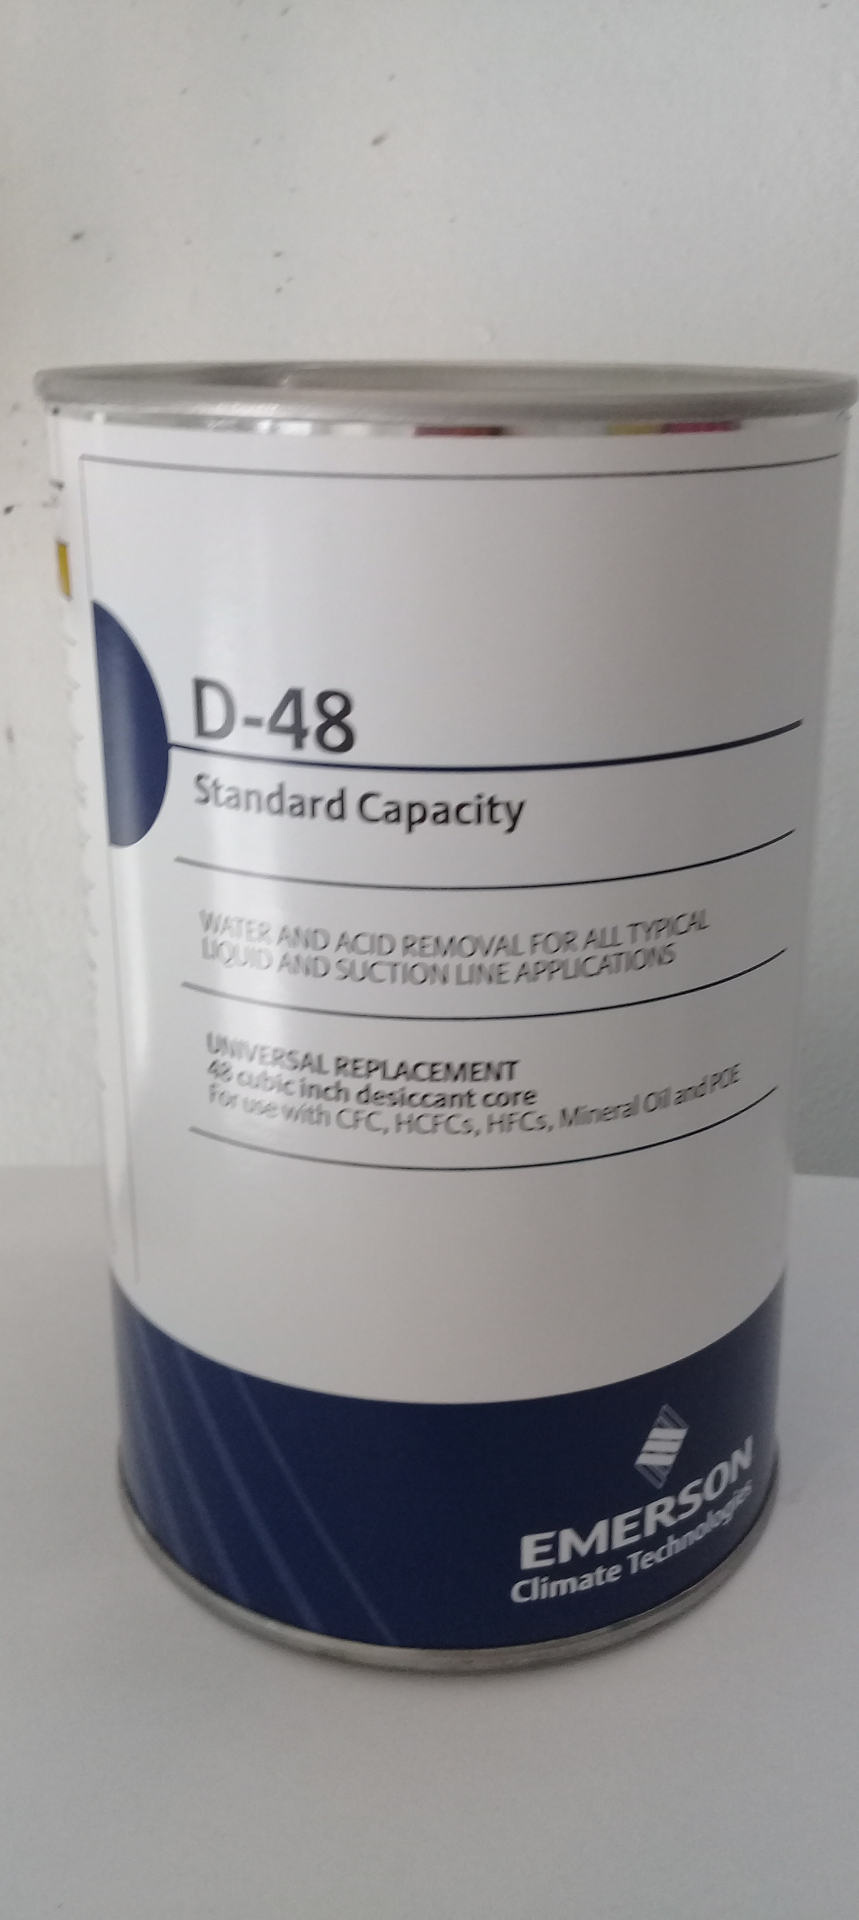 D-48
Standard Capacity
WATER AND ACID REMOVAL FOR ALL TYPICAL
LIQUID AND SUCTION LINE APPLICATIONS
UNIVERSAL REPLACEMENT
48 cubic inch desiccant core
For use with CFC, HCFCs, HFCs, Mineral Oil and POE
EMERSON
Climate Technologies